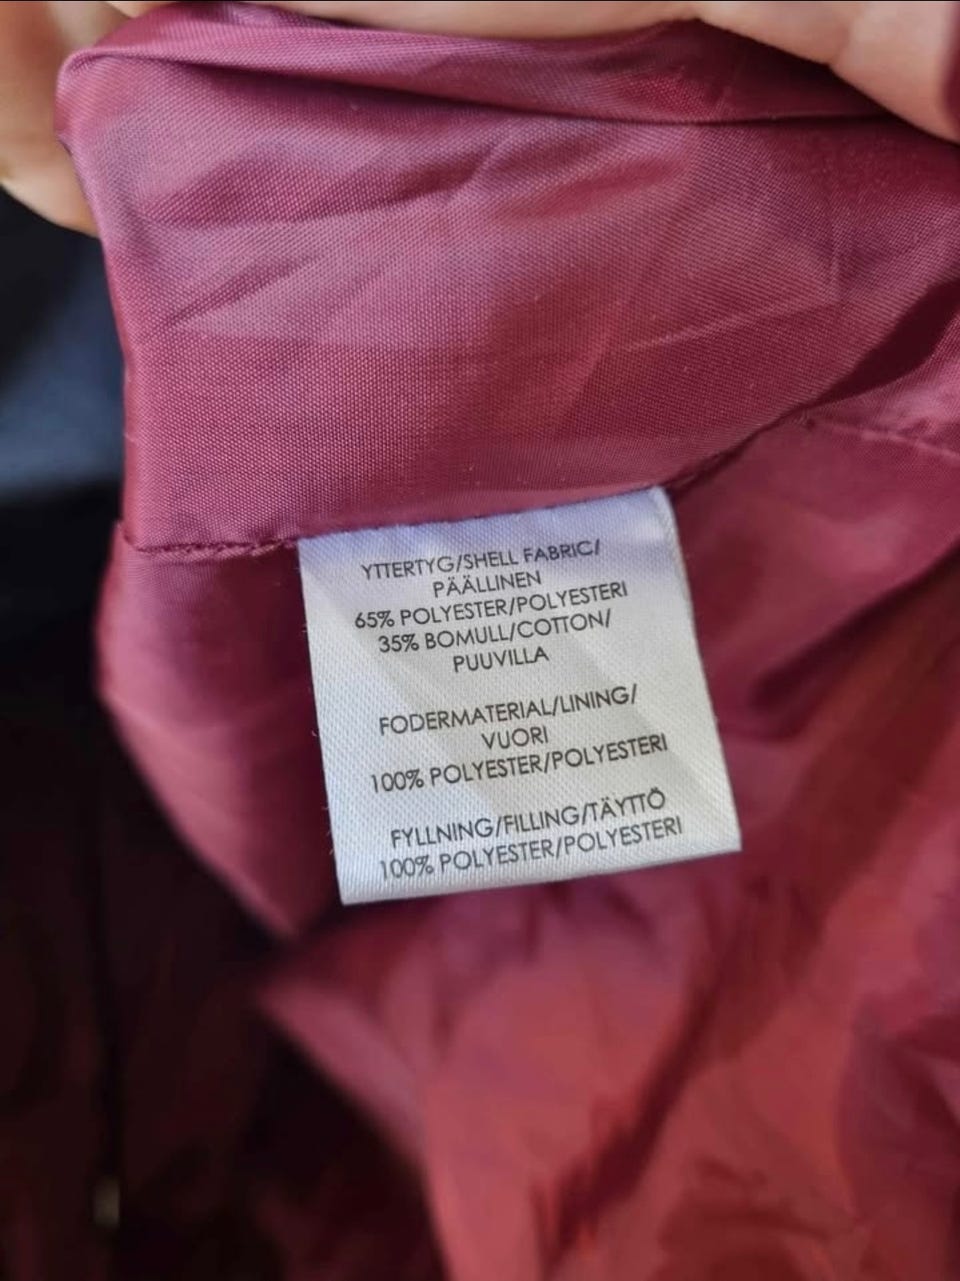 YTTERTYG/SHELL FABRIC/
PÄÄLLINEN
65% POLYESTER/POLYESTERI
35% BOMULL/COTTON/
PUUVILLA
FODERMATERIAL/LINING/
VUORI
100% POLYESTER/POLYESTERI
FYLLNING/FILLING/TÄYTTÖ
100% POLYESTER/POLYESTERI